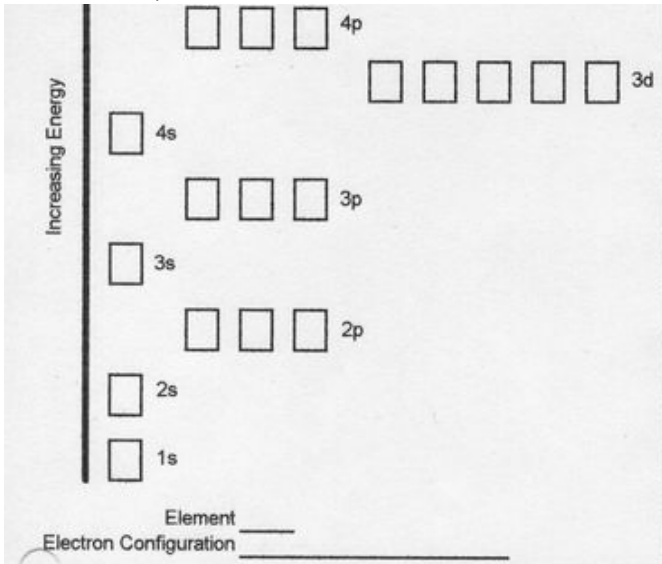 4p
3d
Increasing Energy
4s
3p
3s
2p
2s
1s
Element
Electron Configuration